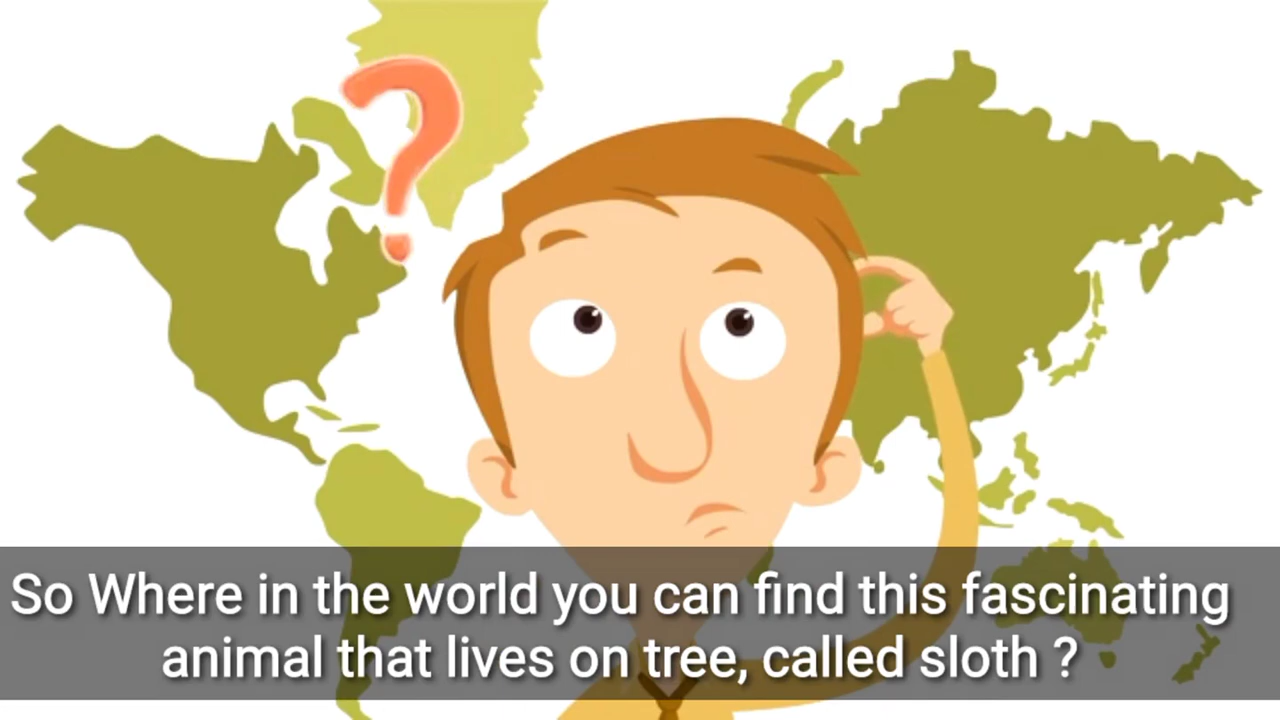 So Where in the world you can find this fascinating
animal that lives on tree, called sloth ?